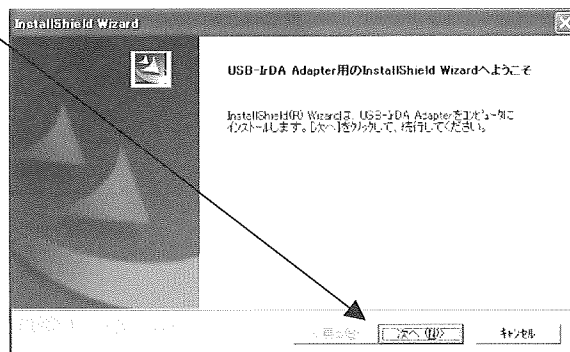 InstallShield Wizard
USB-IrDA Adapter用のInstallShield Wizardへようこそ
InstallShield(R) Wizardは、USB-IrDA Adapterをコンピュータに
インストールします。[次へ]をクリックして、続行してください。
次へ(N)>
キャンセル